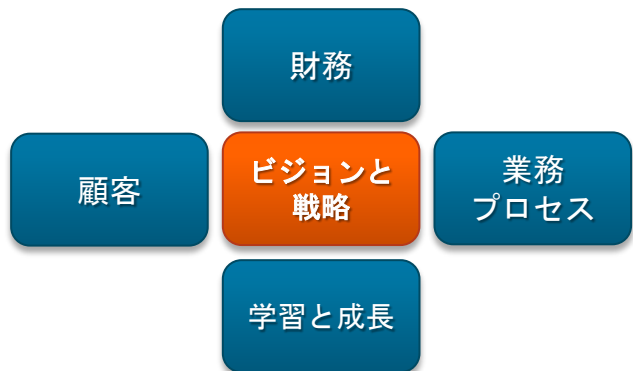 財務
顧客
ビジョンと
戦略
業務
プロセス
学習と成長